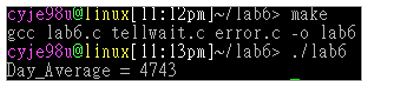 cyje98u@linux[11:12pm]~/lab6> make
gcc lab6.c tellwait.c error.c -o lab6
cyje98u@linux[11:13pm]~/lab6> ./lab6
Day_Average = 4743